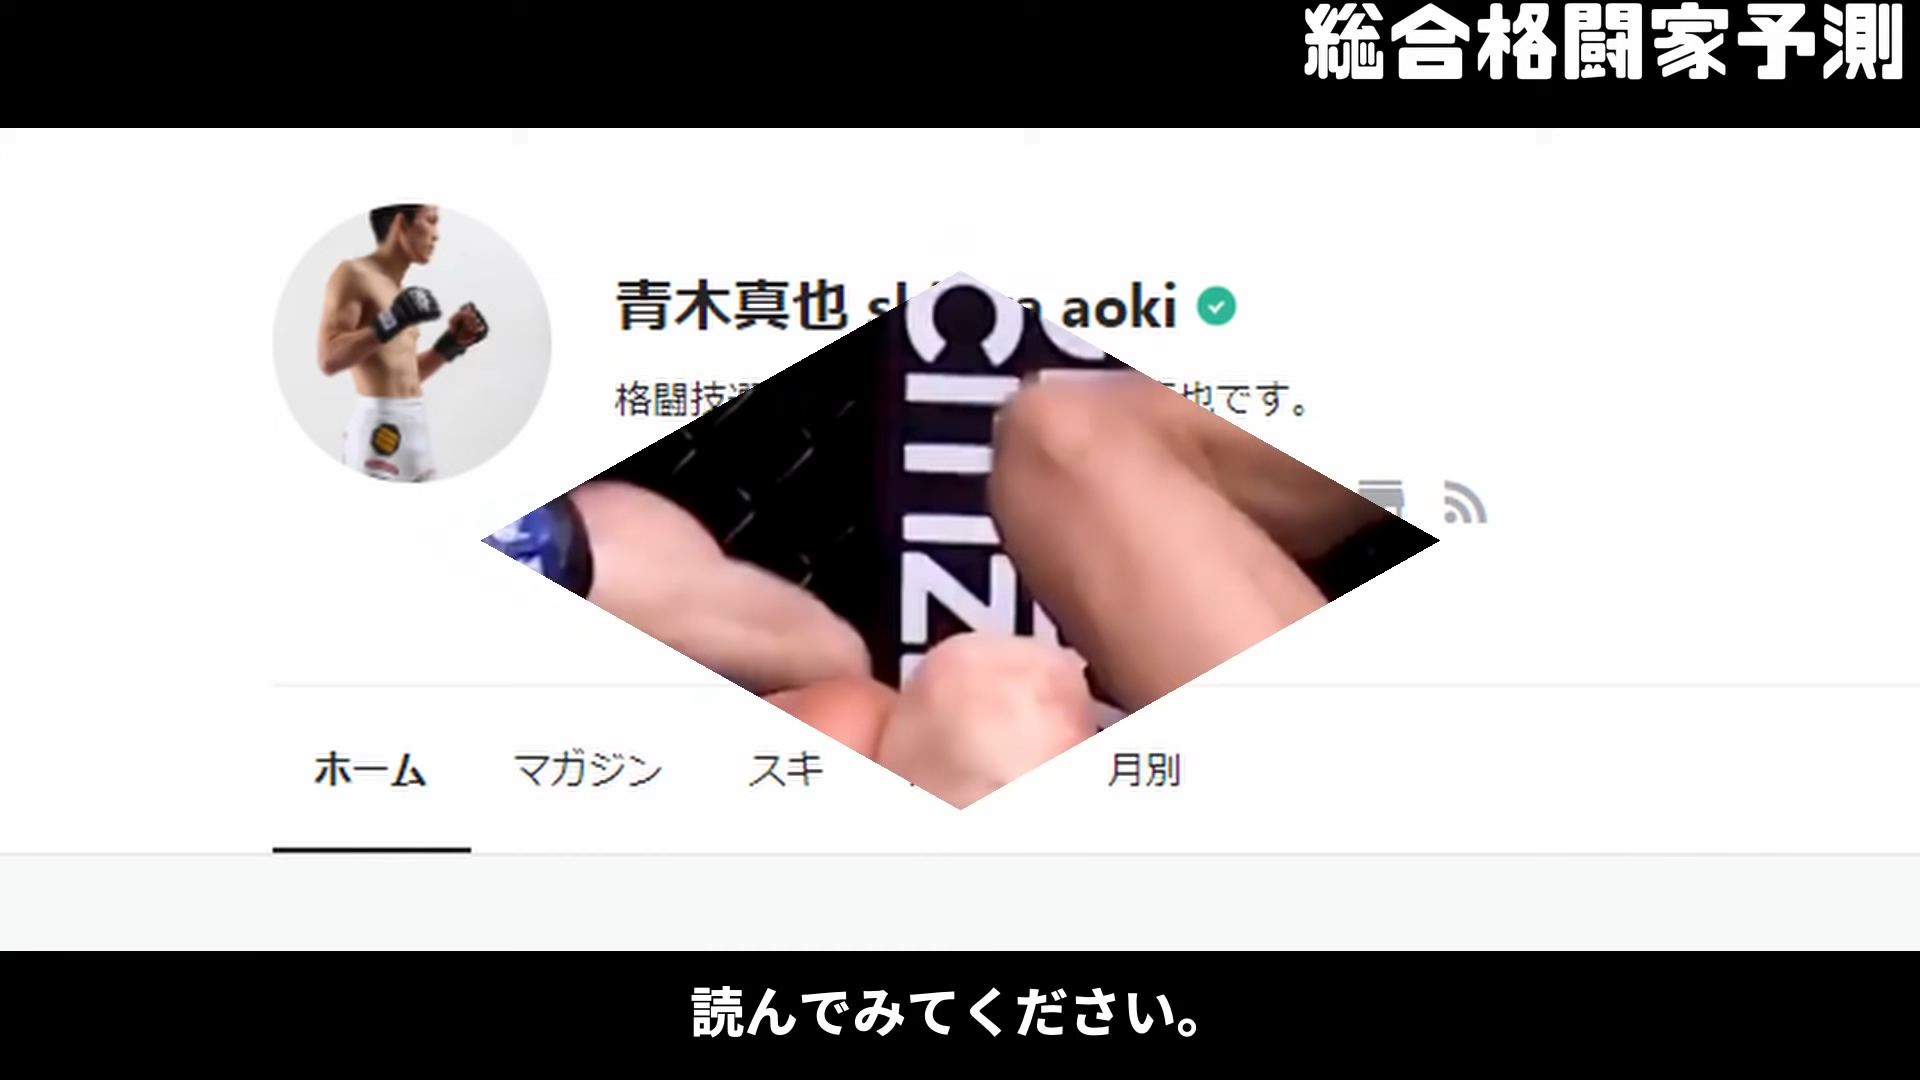 総合格闘家予測
青木真也 aoki
格闘技 也です。
ホーム マガジン スキ 月別
読んでみてください。